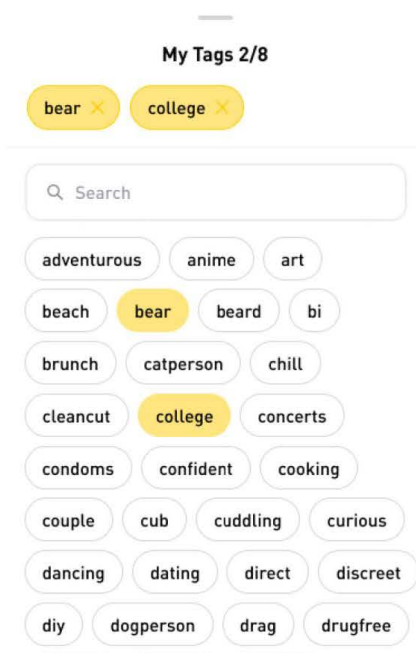 My Tags 2/8
bear × college ×
Search
adventurous anime art
beach bear beard bi
brunch catperson chill
cleancut college concerts
condoms confident cooking
couple cub cuddling curious
dancing dating direct discreet
diy dogperson drag drugfree